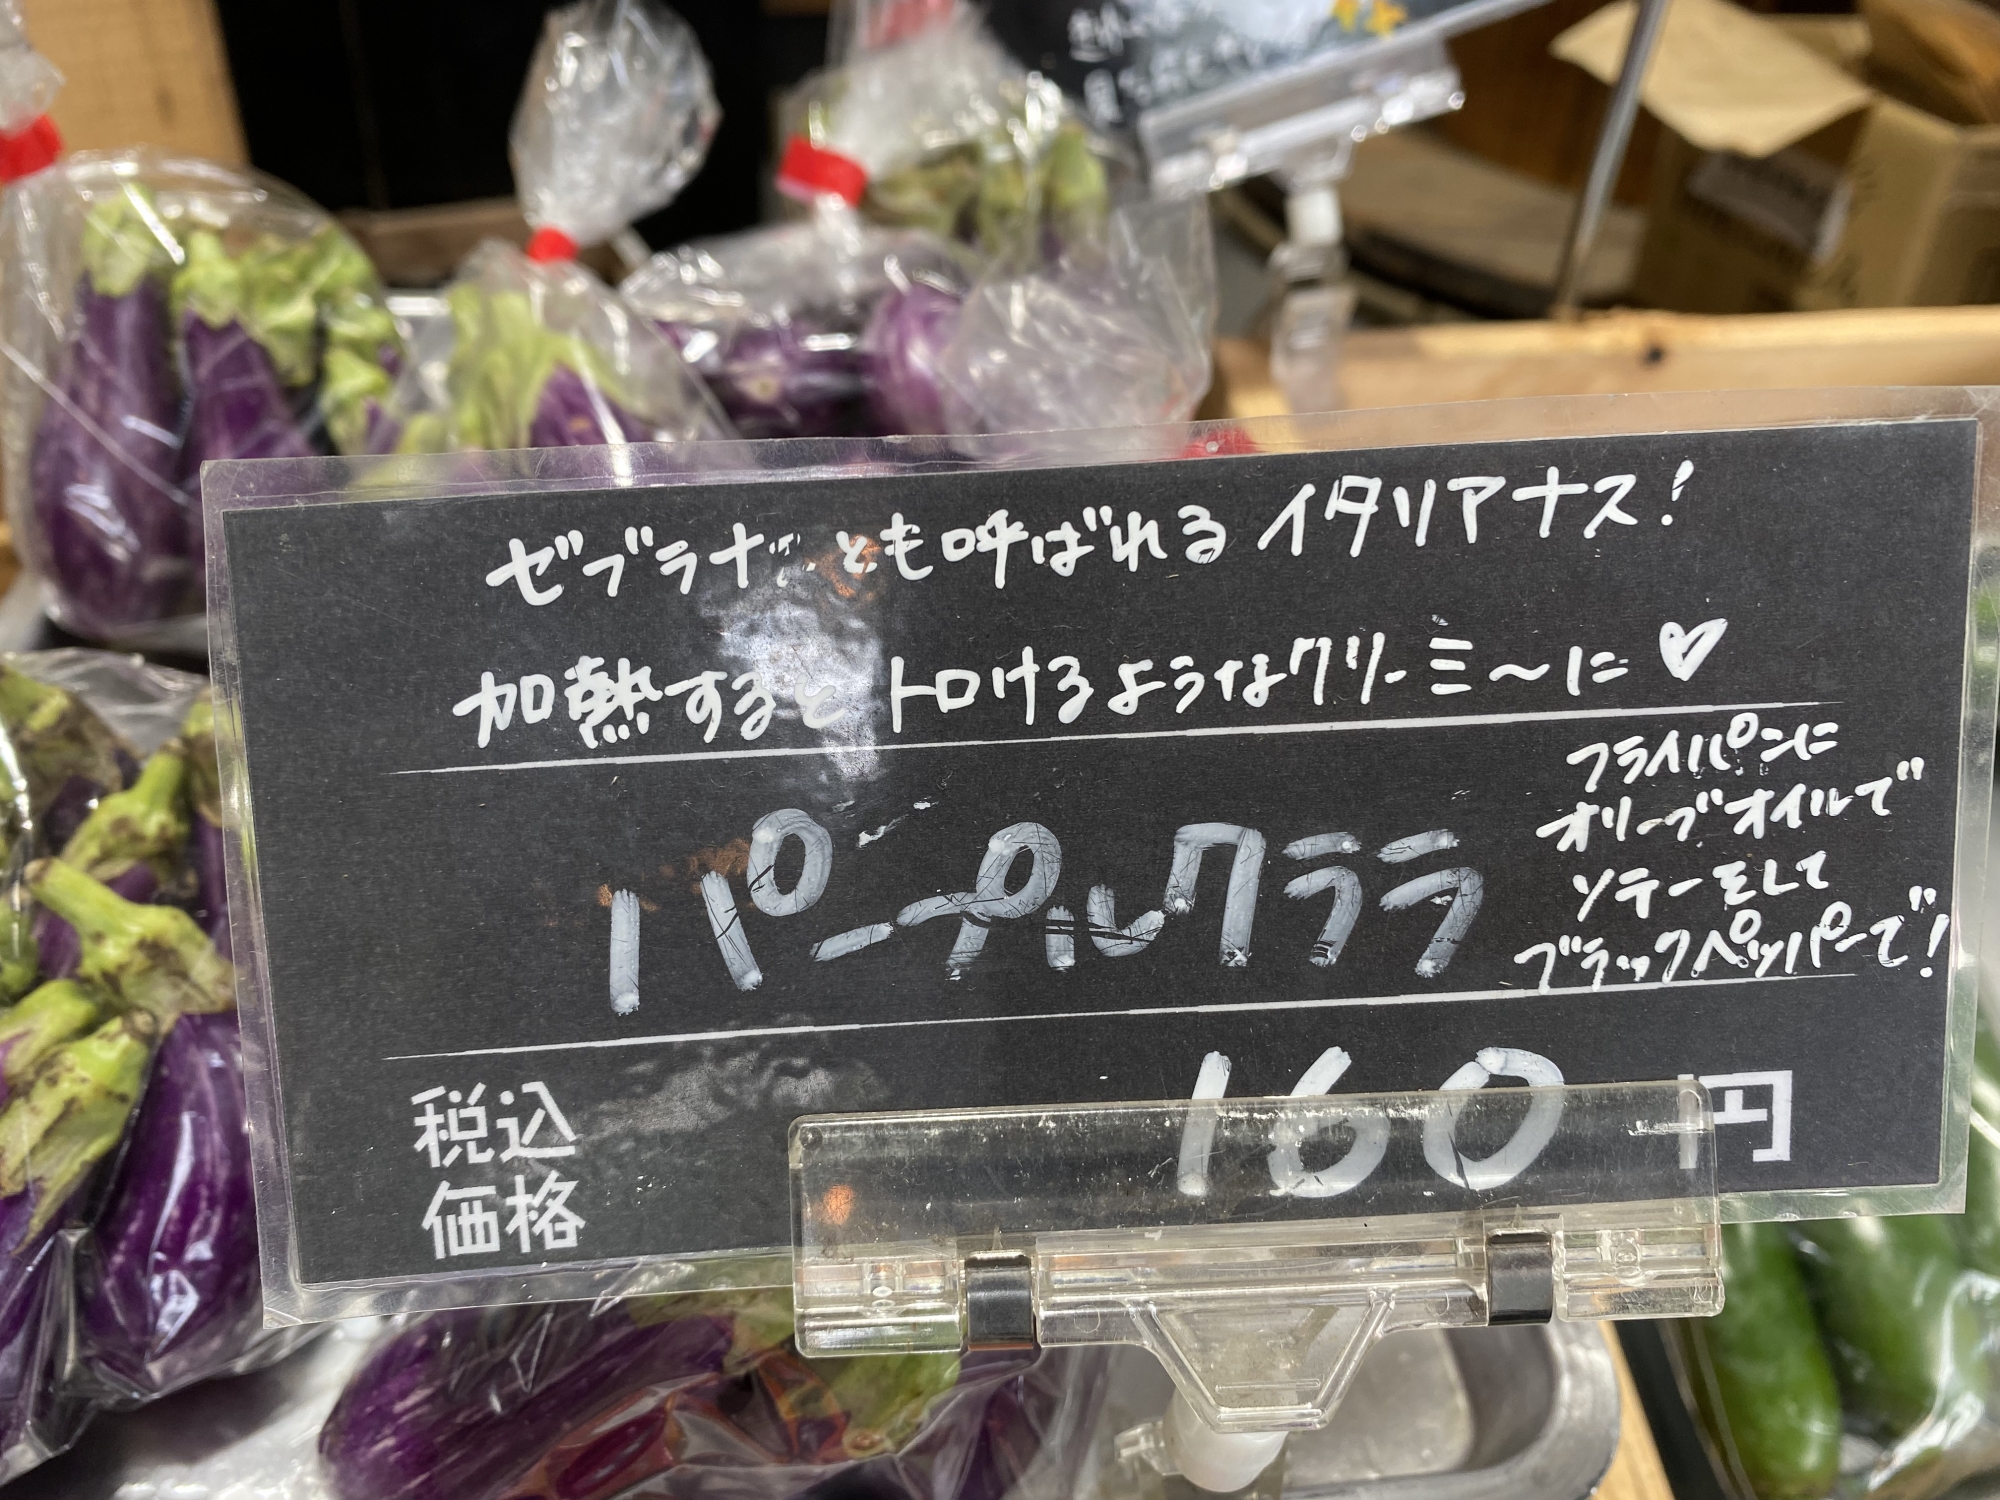 ゼブラナスとも呼ばれるイタリアナス！
加熱するとトロけるようなクリーミ〜に♡
パープルクララ
フライパンに
オリーブオイルで
ソテーをして
ブラックペッパーで！
税込
価格
160円